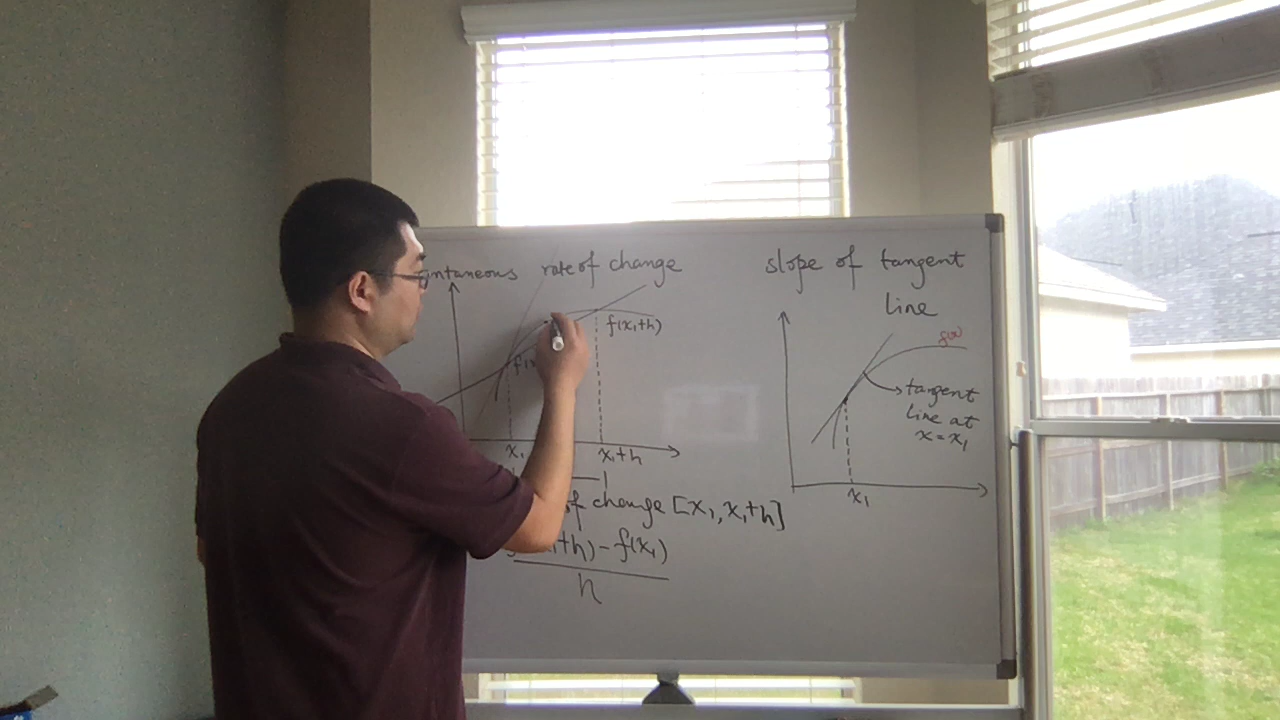 rate of change
f(x₁+h)
x₁
x₁+h
of change [x₁, x₁+h]
+h) - f(x₁)
h
slope of tangent
line
f(x)
tangent
line at
x = x₁
x₁